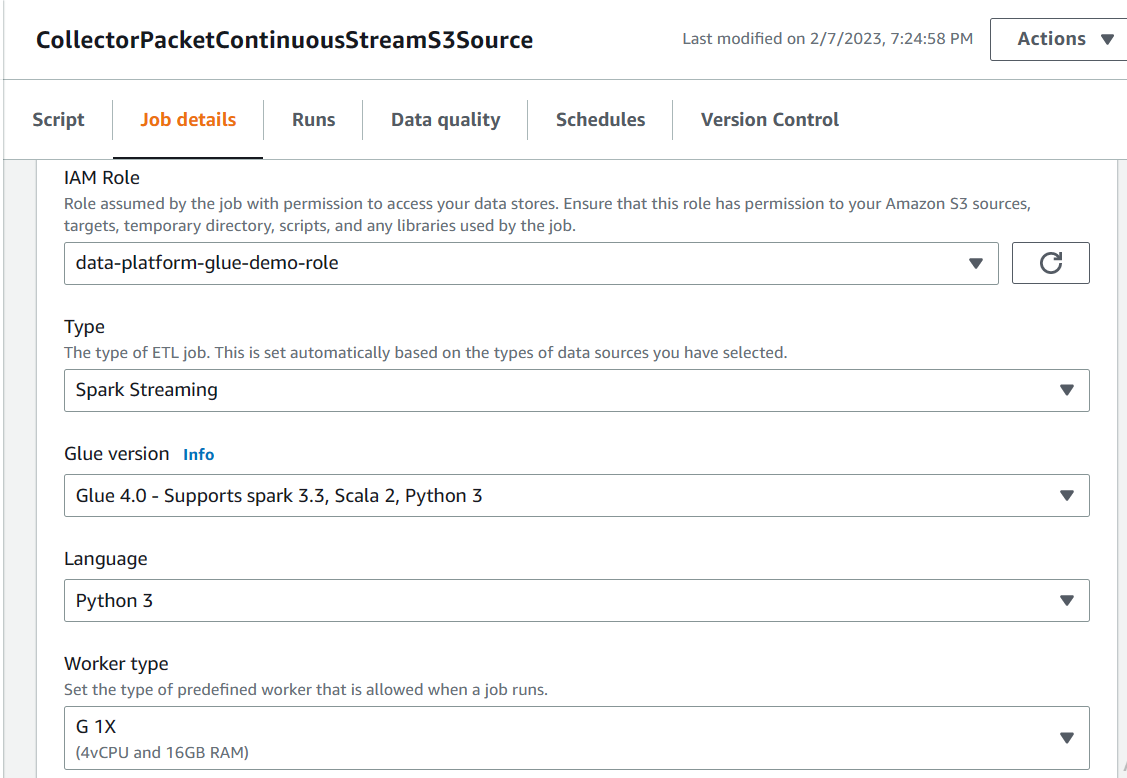 CollectorPacketContinuousStreamS3Source
Last modified on 2/7/2023, 7:24:58 PM
Actions
Script
Job details
Runs
Data quality
Schedules
Version Control
IAM Role
Role assumed by the job with permission to access your data stores. Ensure that this role has permission to your Amazon S3 sources,
targets, temporary directory, scripts, and any libraries used by the job.
data-platform-glue-demo-role
Type
The type of ETL job. This is set automatically based on the types of data sources you have selected.
Spark Streaming
Glue version Info
Glue 4.0 - Supports spark 3.3, Scala 2, Python 3
Language
Python 3
Worker type
Set the type of predefined worker that is allowed when a job runs.
G 1X
(4vCPU and 16GB RAM)